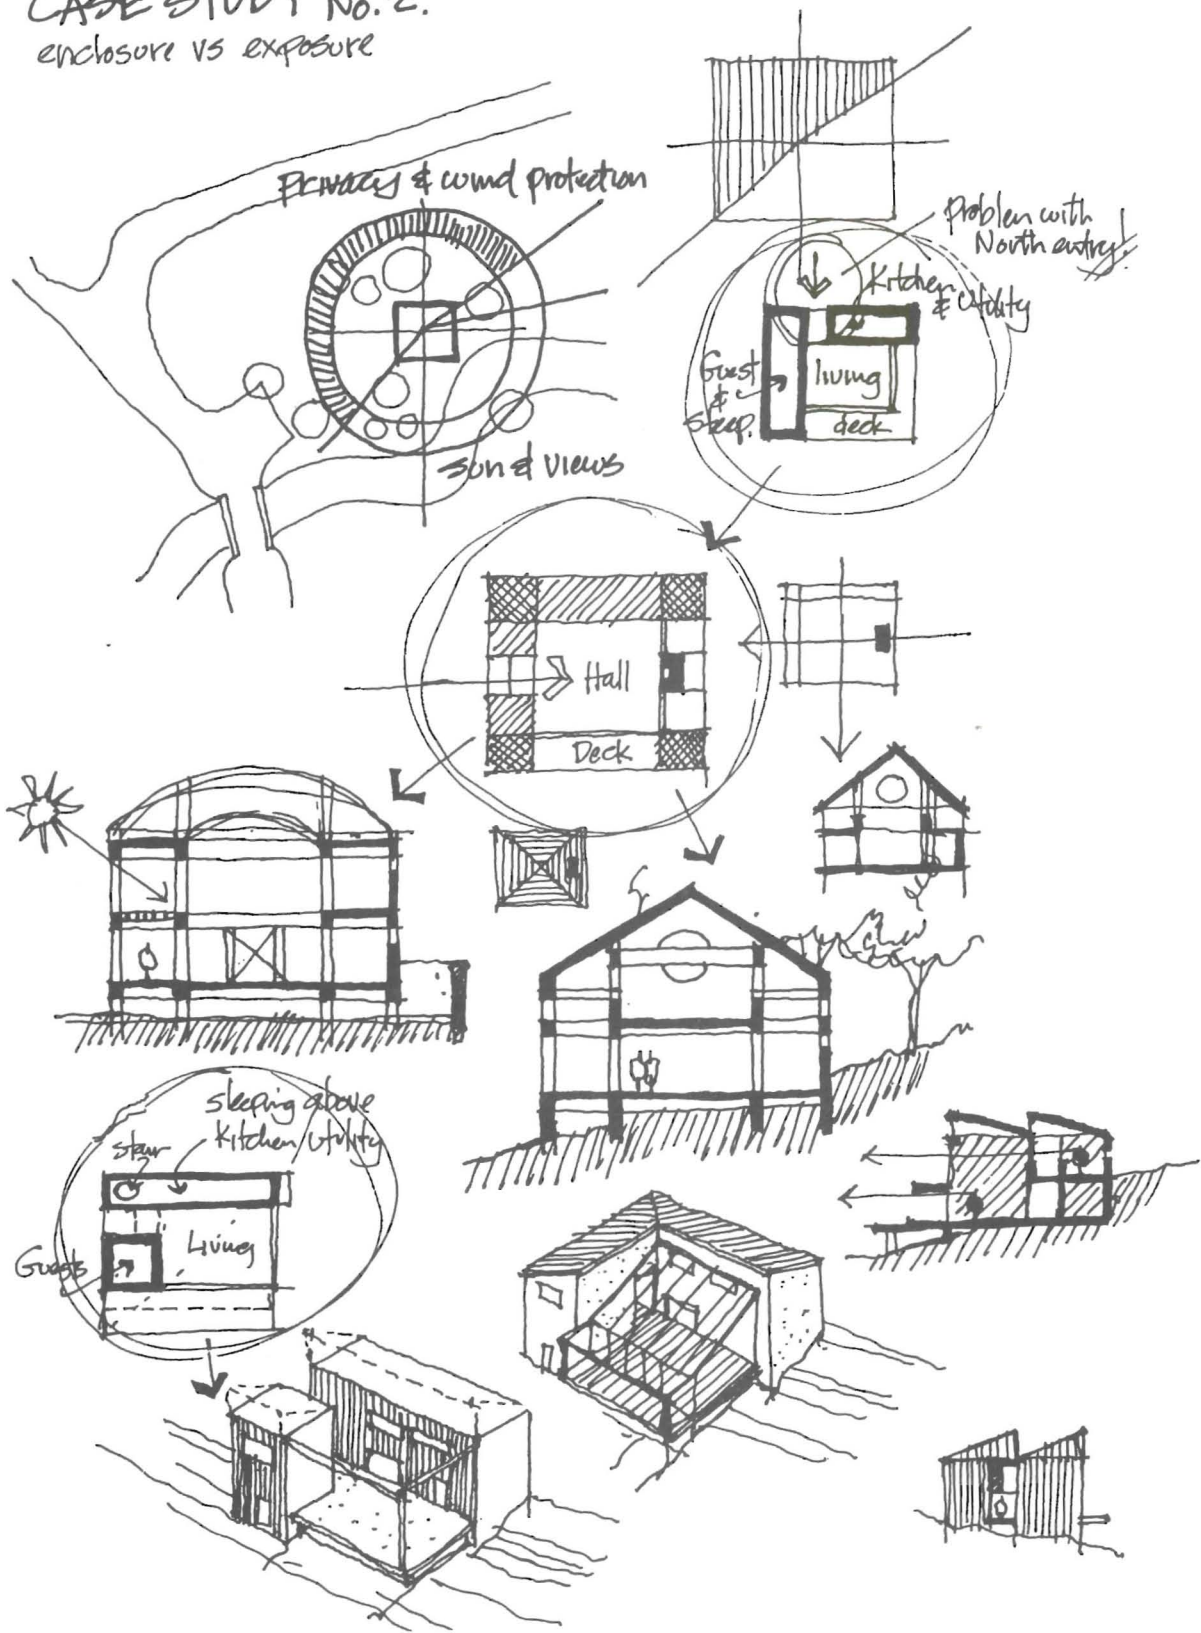 CASE STUDY No. 2.
enclosure vs exposure
Privacy & wind protection
Problem with
North entry!
Kitchen
& Utility
Guest
&
Sleep.
living
deck
Sun & Views
Hall
Deck
sleeping above
Kitchen/Utility
stair
Living
Guests